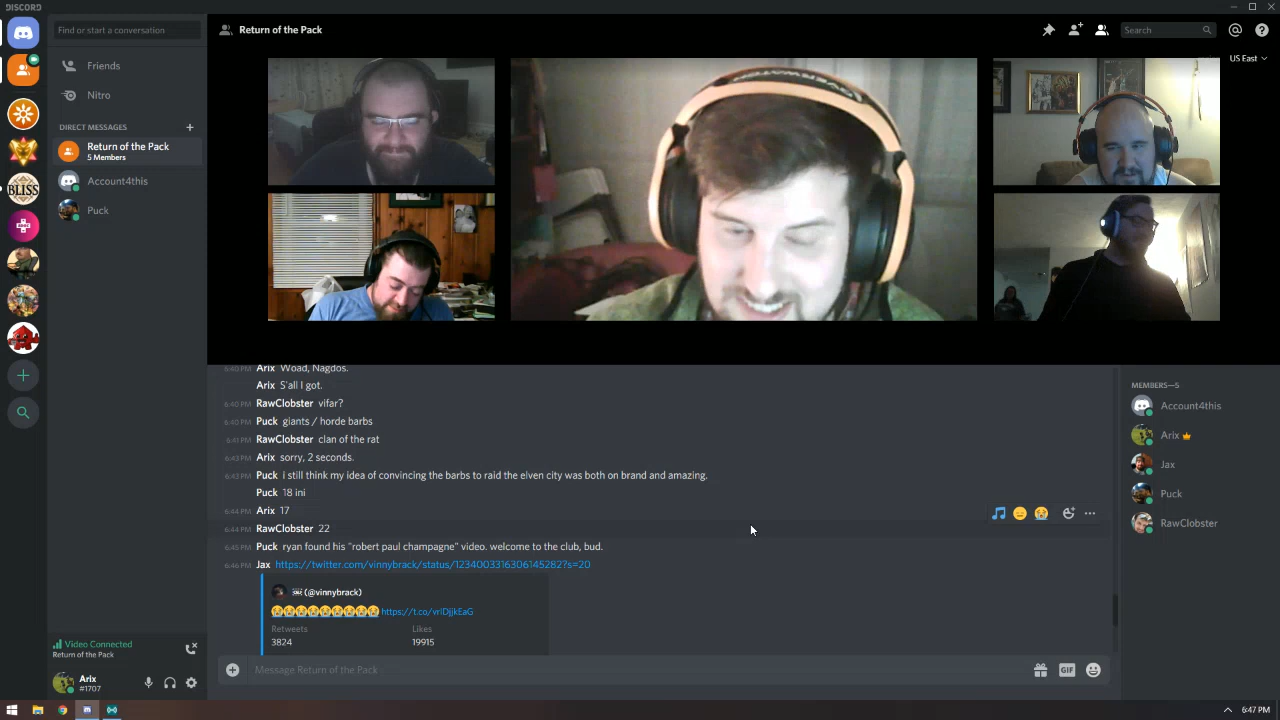 DISCORD
Find or start a conversation
Friends
Nitro
DIRECT MESSAGES
Return of the Pack
5 Members
Account4this
Puck
BLISS
Return of the Pack
Search
US East
OVERWATCH
6:40 PM Arix Woad, Nagdos.
Arix S'all I got.
6:40 PM RawClobster vifar?
6:40 PM Puck giants / horde barbs
6:41 PM RawClobster clan of the rat
6:43 PM Arix sorry, 2 seconds.
6:43 PM Puck i still think my idea of convincing the barbs to raid the elven city was both on brand and amazing.
Puck 18 ini
6:44 PM Arix 17
6:44 PM RawClobster 22
6:45 PM Puck ryan found his "robert paul champagne" video. welcome to the club, bud.
6:46 PM Jax https://twitter.com/vinnybrack/status/1234003316306145282?s=20
(@vinnybrack)
😭😭😭😭😭😭😭😭😭 https://t.co/vrlDjjkEaG
Retweets Likes
3824 19915
Message Return of the Pack
GIF
MEMBERS—5
Account4this
Arix
Jax
Puck
RawClobster
Video Connected
Return of the Pack
Arix
#1707
6:47 PM